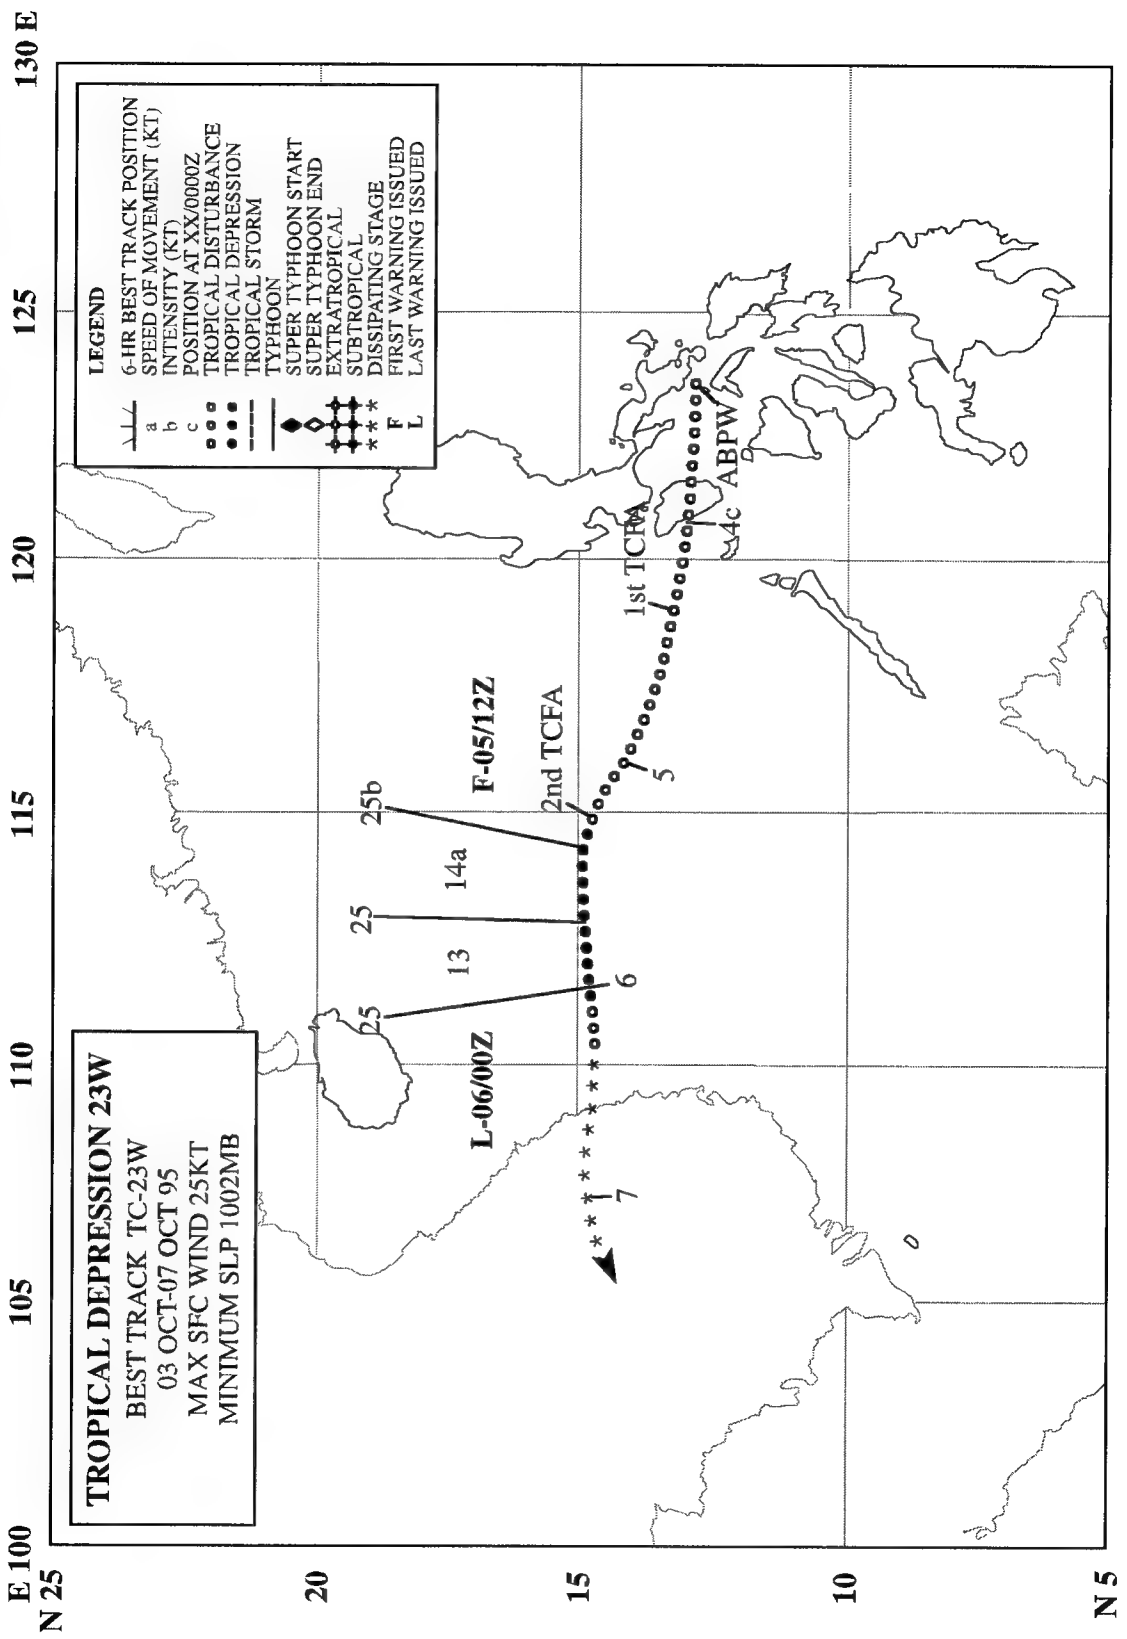 TROPICAL DEPRESSION 23W
BEST TRACK TC-23W
03 OCT-07 OCT 95
MAX SFC WIND 25KT
MINIMUM SLP 1002MB
LEGEND
6-HR BEST TRACK POSITION
a SPEED OF MOVEMENT (KT)
b INTENSITY (KT)
c POSITION AT XX/0000Z
TROPICAL DISTURBANCE
TROPICAL DEPRESSION
TROPICAL STORM
TYPHOON
SUPER TYPHOON START
SUPER TYPHOON END
EXTRATROPICAL
SUBTROPICAL
*** DISSIPATING STAGE
F FIRST WARNING ISSUED
L LAST WARNING ISSUED
E 100
105
110
115
120
125
130 E
N 25
20
15
10
N 5
25
25
25b
13
14a
L-06/00Z
F-05/12Z
2nd TCFA
1st TCFA
7
6
5
4c
ABPW